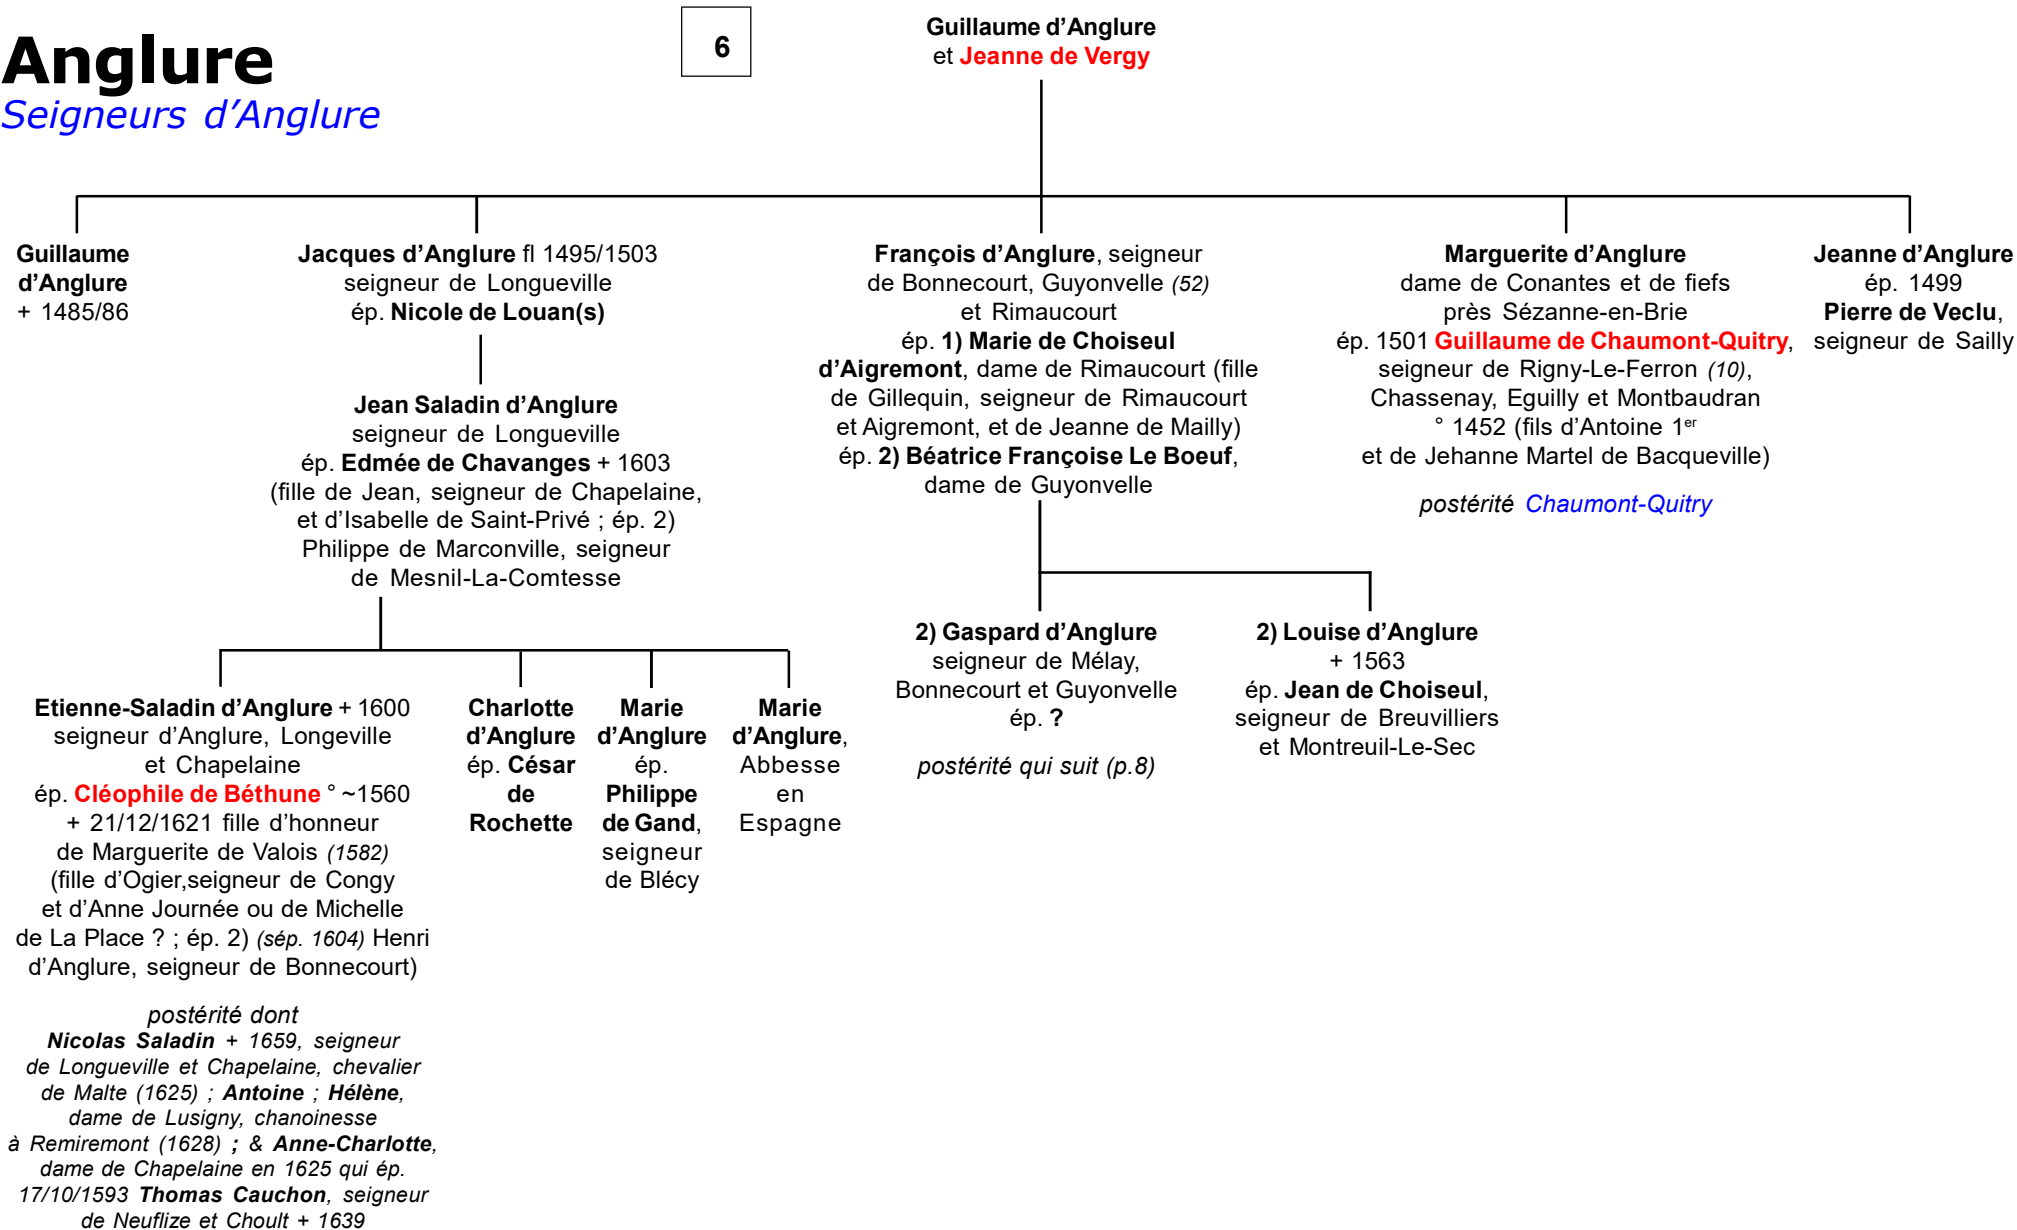 Anglure
Seigneurs d'Anglure
6
Guillaume d'Anglure
et Jeanne de Vergy
Guillaume
d'Anglure
+ 1485/86
Jacques d'Anglure fl 1495/1503
seigneur de Longueville
ép. Nicole de Louan(s)
Jean Saladin d'Anglure
seigneur de Longueville
ép. Edmée de Chavanges + 1603
(fille de Jean, seigneur de Chapelaine,
et d'Isabelle de Saint-Privé ; ép. 2)
Philippe de Marconville, seigneur
de Mesnil-La-Comtesse
François d'Anglure, seigneur
de Bonnecourt, Guyonvelle (52)
et Rimaucourt
ép. 1) Marie de Choiseul
d'Aigremont, dame de Rimaucourt (fille
de Gillequin, seigneur de Rimaucourt
et Aigremont, et de Jeanne de Mailly)
ép. 2) Béatrice Françoise Le Boeuf,
dame de Guyonvelle
Marguerite d'Anglure
dame de Conantes et de fiefs
près Sézanne-en-Brie
ép. 1501 Guillaume de Chaumont-Quitry,
seigneur de Rigny-Le-Ferron (10),
Chassenay, Eguilly et Montbaudran
° 1452 (fils d'Antoine 1er
et de Jehanne Martel de Bacqueville)
postérité Chaumont-Quitry
Jeanne d'Anglure
ép. 1499
Pierre de Veclu,
seigneur de Sailly
Etienne-Saladin d'Anglure + 1600
seigneur d'Anglure, Longeville
et Chapelaine
ép. Cléophile de Béthune ° ~1560
+ 21/12/1621 fille d'honneur
de Marguerite de Valois (1582)
(fille d'Ogier,seigneur de Congy
et d'Anne Journée ou de Michelle
de La Place ? ; ép. 2) (sép. 1604) Henri
d'Anglure, seigneur de Bonnecourt)
postérité dont
Nicolas Saladin + 1659, seigneur
de Longueville et Chapelaine, chevalier
de Malte (1625) ; Antoine ; Hélène,
dame de Lusigny, chanoinesse
à Remiremont (1628) ; & Anne-Charlotte,
dame de Chapelaine en 1625 qui ép.
17/10/1593 Thomas Cauchon, seigneur
de Neuflize et Choult + 1639
Charlotte
d'Anglure
ép. César
de
Rochette
Marie
d'Anglure
ép.
Philippe
de Gand,
seigneur
de Blécy
Marie
d'Anglure,
Abbesse
en
Espagne
2) Gaspard d'Anglure
seigneur de Mélay,
Bonnecourt et Guyonvelle
ép. ?
postérité qui suit (p.8)
2) Louise d'Anglure
+ 1563
ép. Jean de Choiseul,
seigneur de Breuvilliers
et Montreuil-Le-Sec